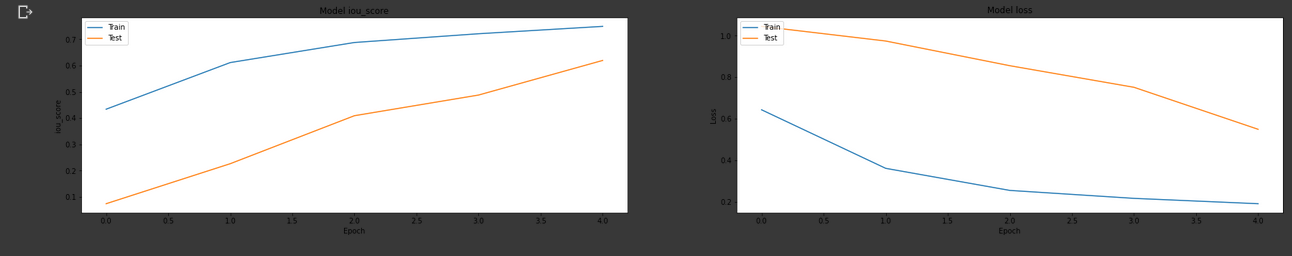 Model iou_score
Train
Test
iou_score
0.7
0.6
0.5
0.4
0.3
0.2
0.1
0.0 0.5 1.0 1.5 2.0 2.5 3.0 3.5 4.0
Epoch
Model loss
Train
Test
Loss
1.0
0.8
0.6
0.4
0.2
0.0 0.5 1.0 1.5 2.0 2.5 3.0 3.5 4.0
Epoch